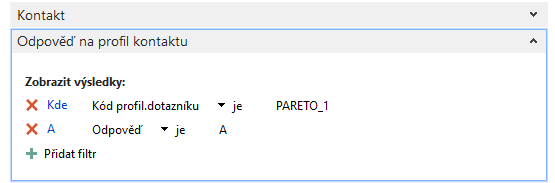 Kontakt
Odpověď na profil kontaktu
Zobrazit výsledky:
Kde Kód profil.dotazníku je PARETO_1
A Odpověď je A
Přidat filtr